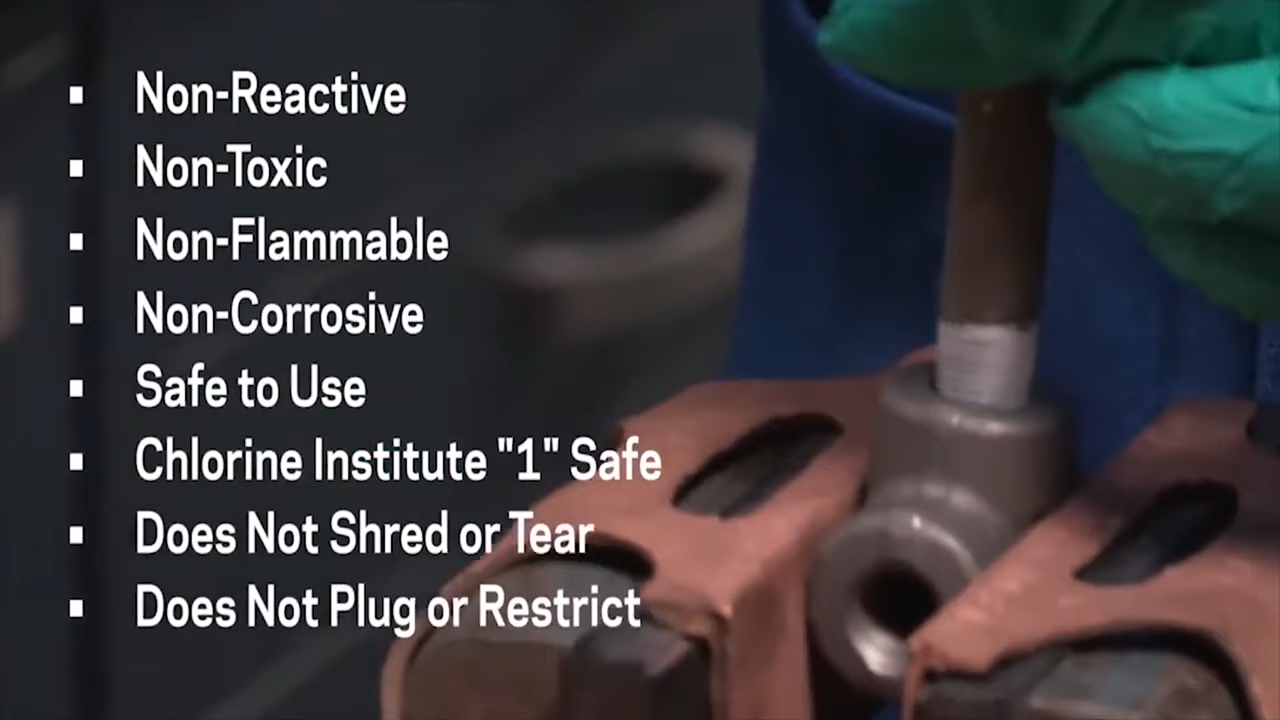 ▪ Non-Reactive
▪ Non-Toxic
▪ Non-Flammable
▪ Non-Corrosive
▪ Safe to Use
▪ Chlorine Institute "1" Safe
▪ Does Not Shred or Tear
▪ Does Not Plug or Restrict